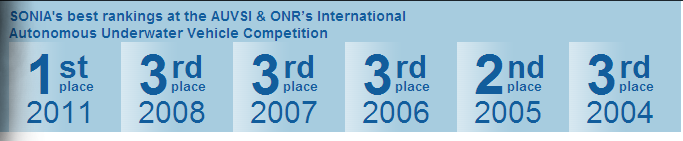 SONIA's best rankings at the AUVSI & ONR's International
Autonomous Underwater Vehicle Competition
1st place 3rd place 3rd place 3rd place 2nd place 3rd place
2011 2008 2007 2006 2005 2004